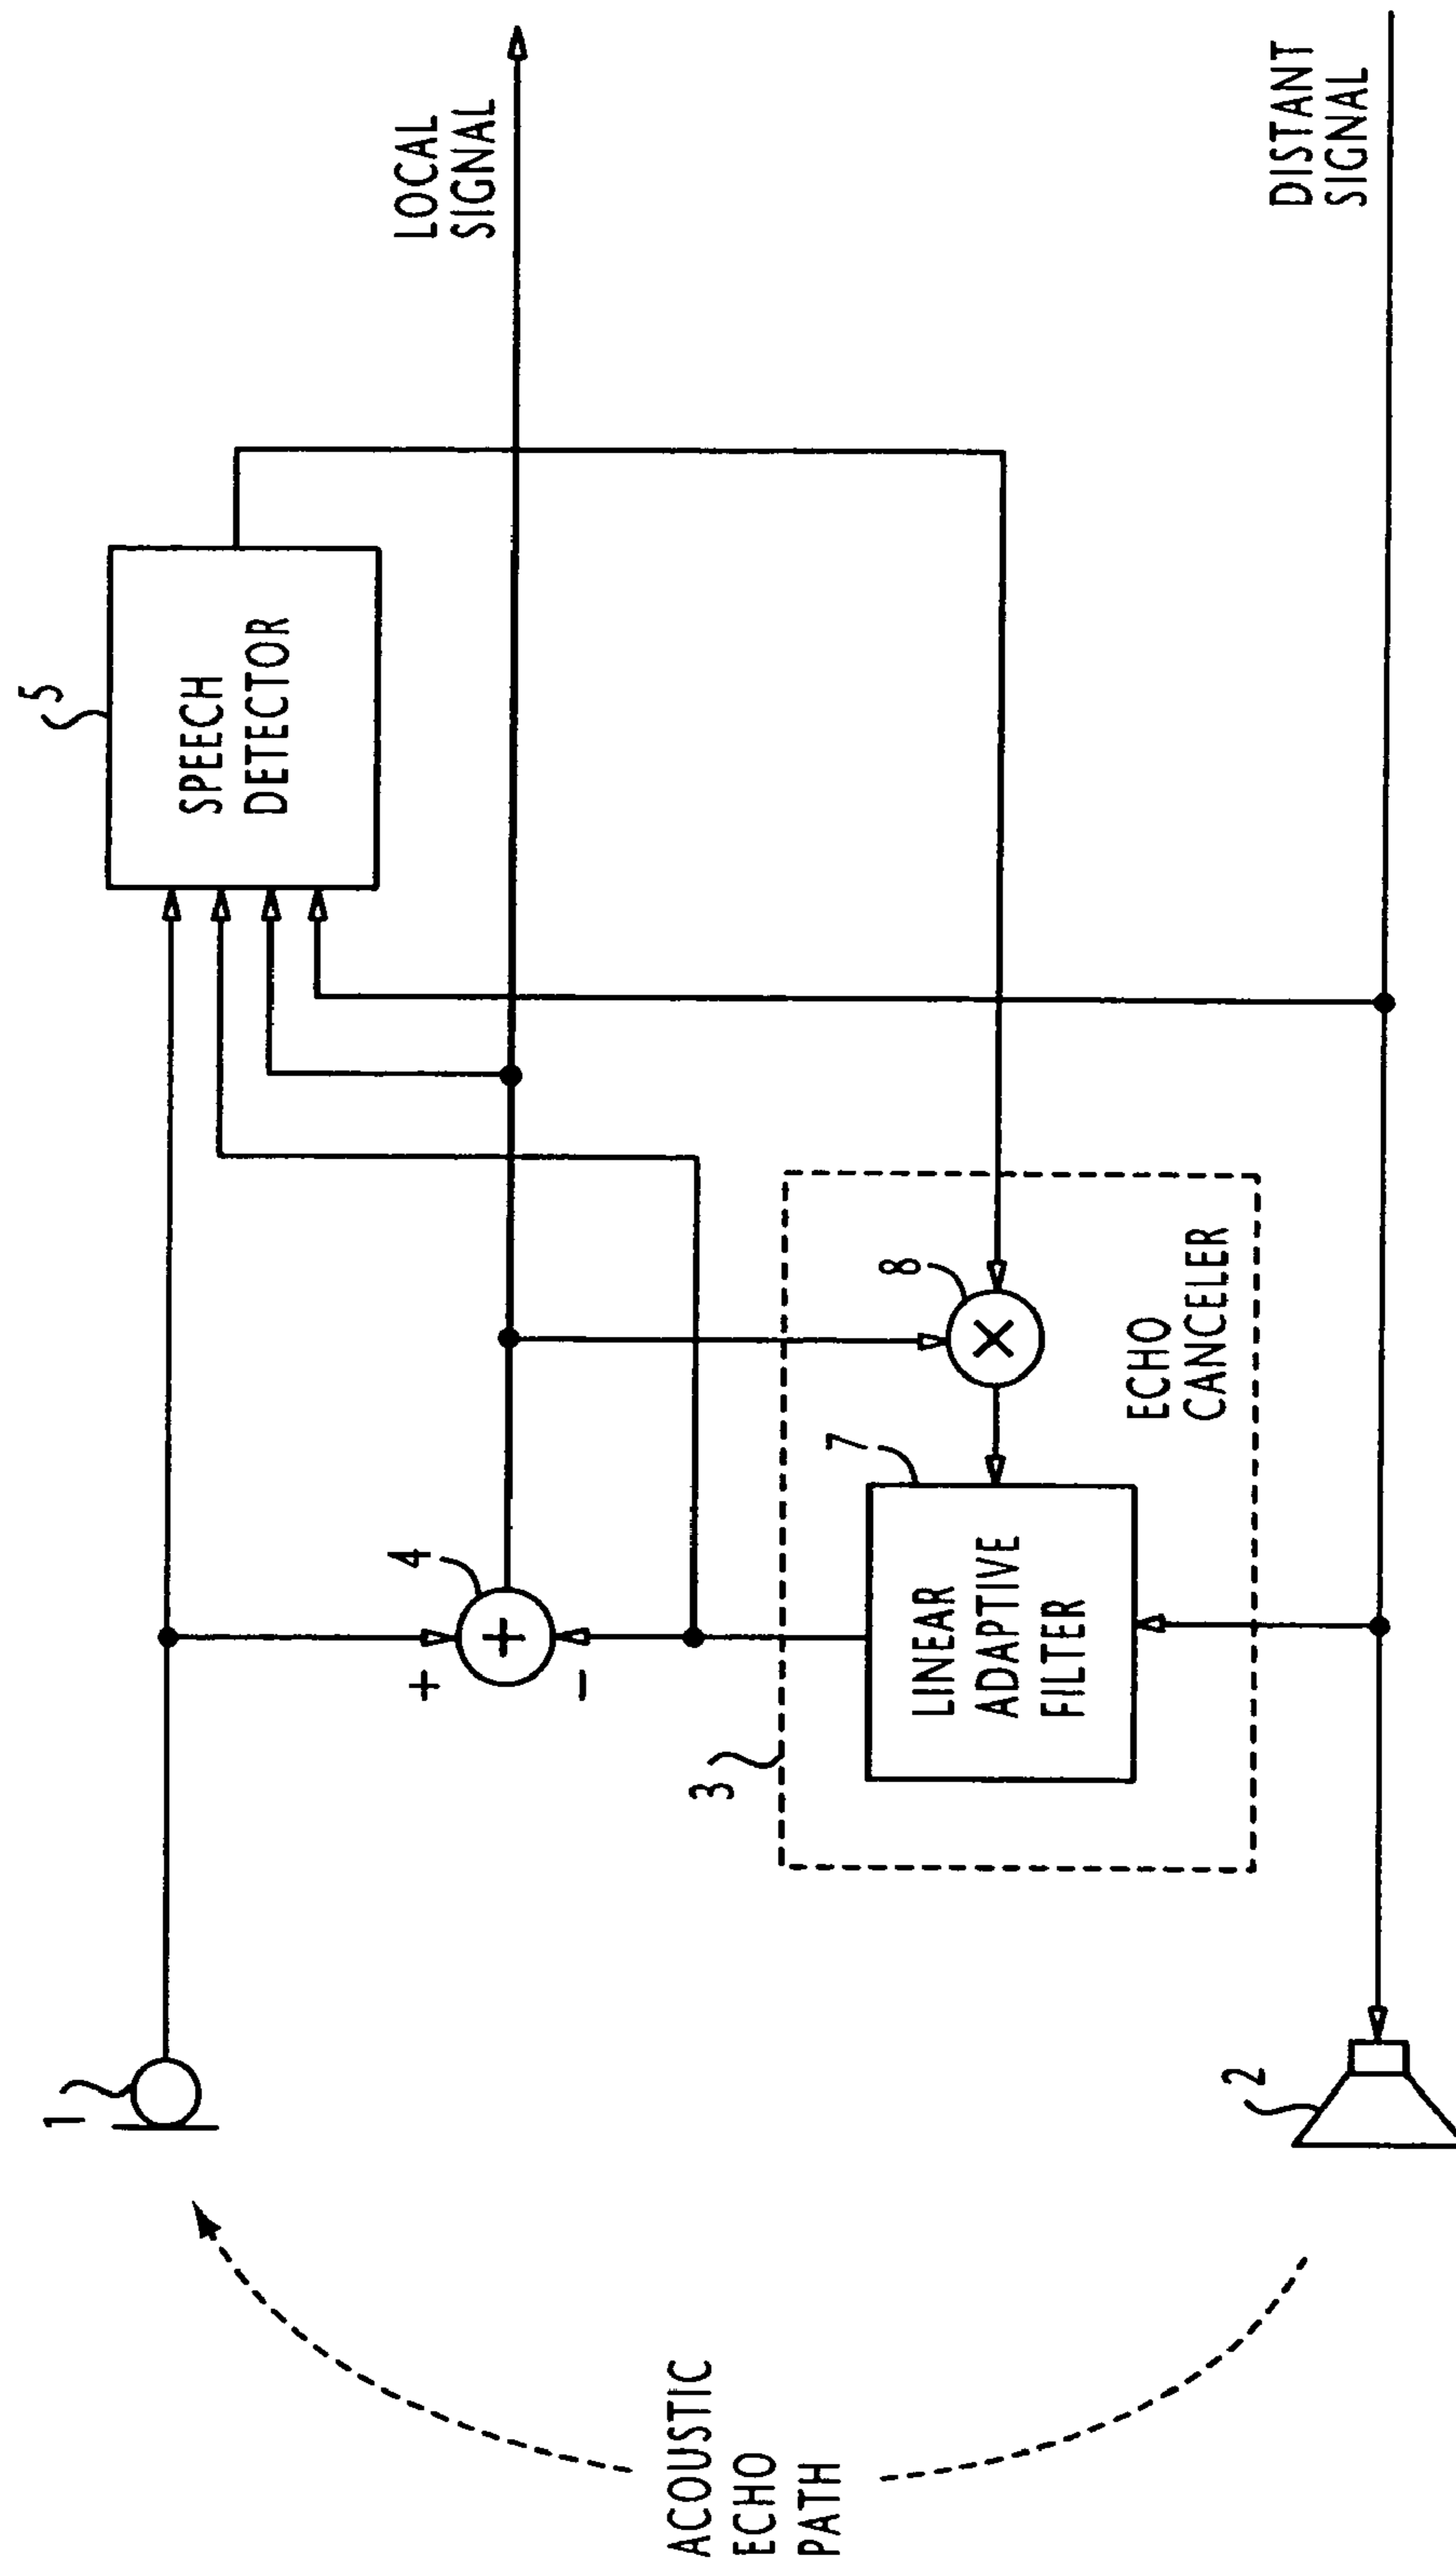 1
5
SPEECH
DETECTOR
LOCAL
SIGNAL
4
+
+
−
3
7
8
×
LINEAR
ADAPTIVE
FILTER
ECHO
CANCELER
ACOUSTIC
ECHO
PATH
2
DISTANT
SIGNAL